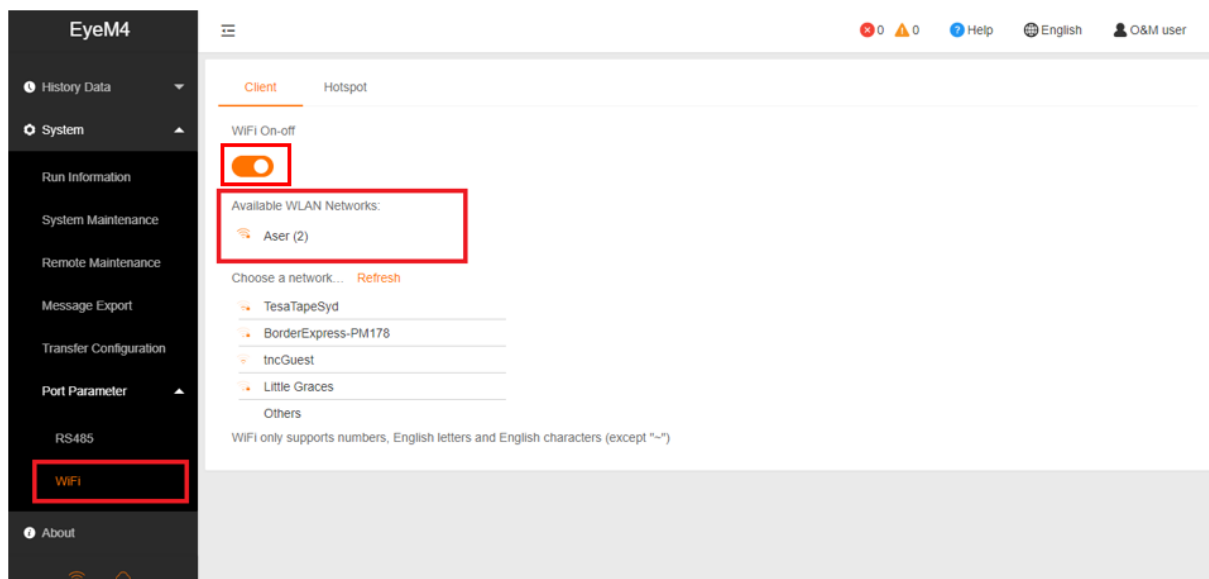 EyeM4
0 0 Help English O&M user
History Data
System
Run Information
System Maintenance
Remote Maintenance
Message Export
Transfer Configuration
Port Parameter
RS485
WiFi
About
Client Hotspot
WiFi On-off
Available WLAN Networks:
Aser (2)
Choose a network... Refresh
TesaTapeSyd
BorderExpress-PM178
tncGuest
Little Graces
Others
WiFi only supports numbers, English letters and English characters (except "~")